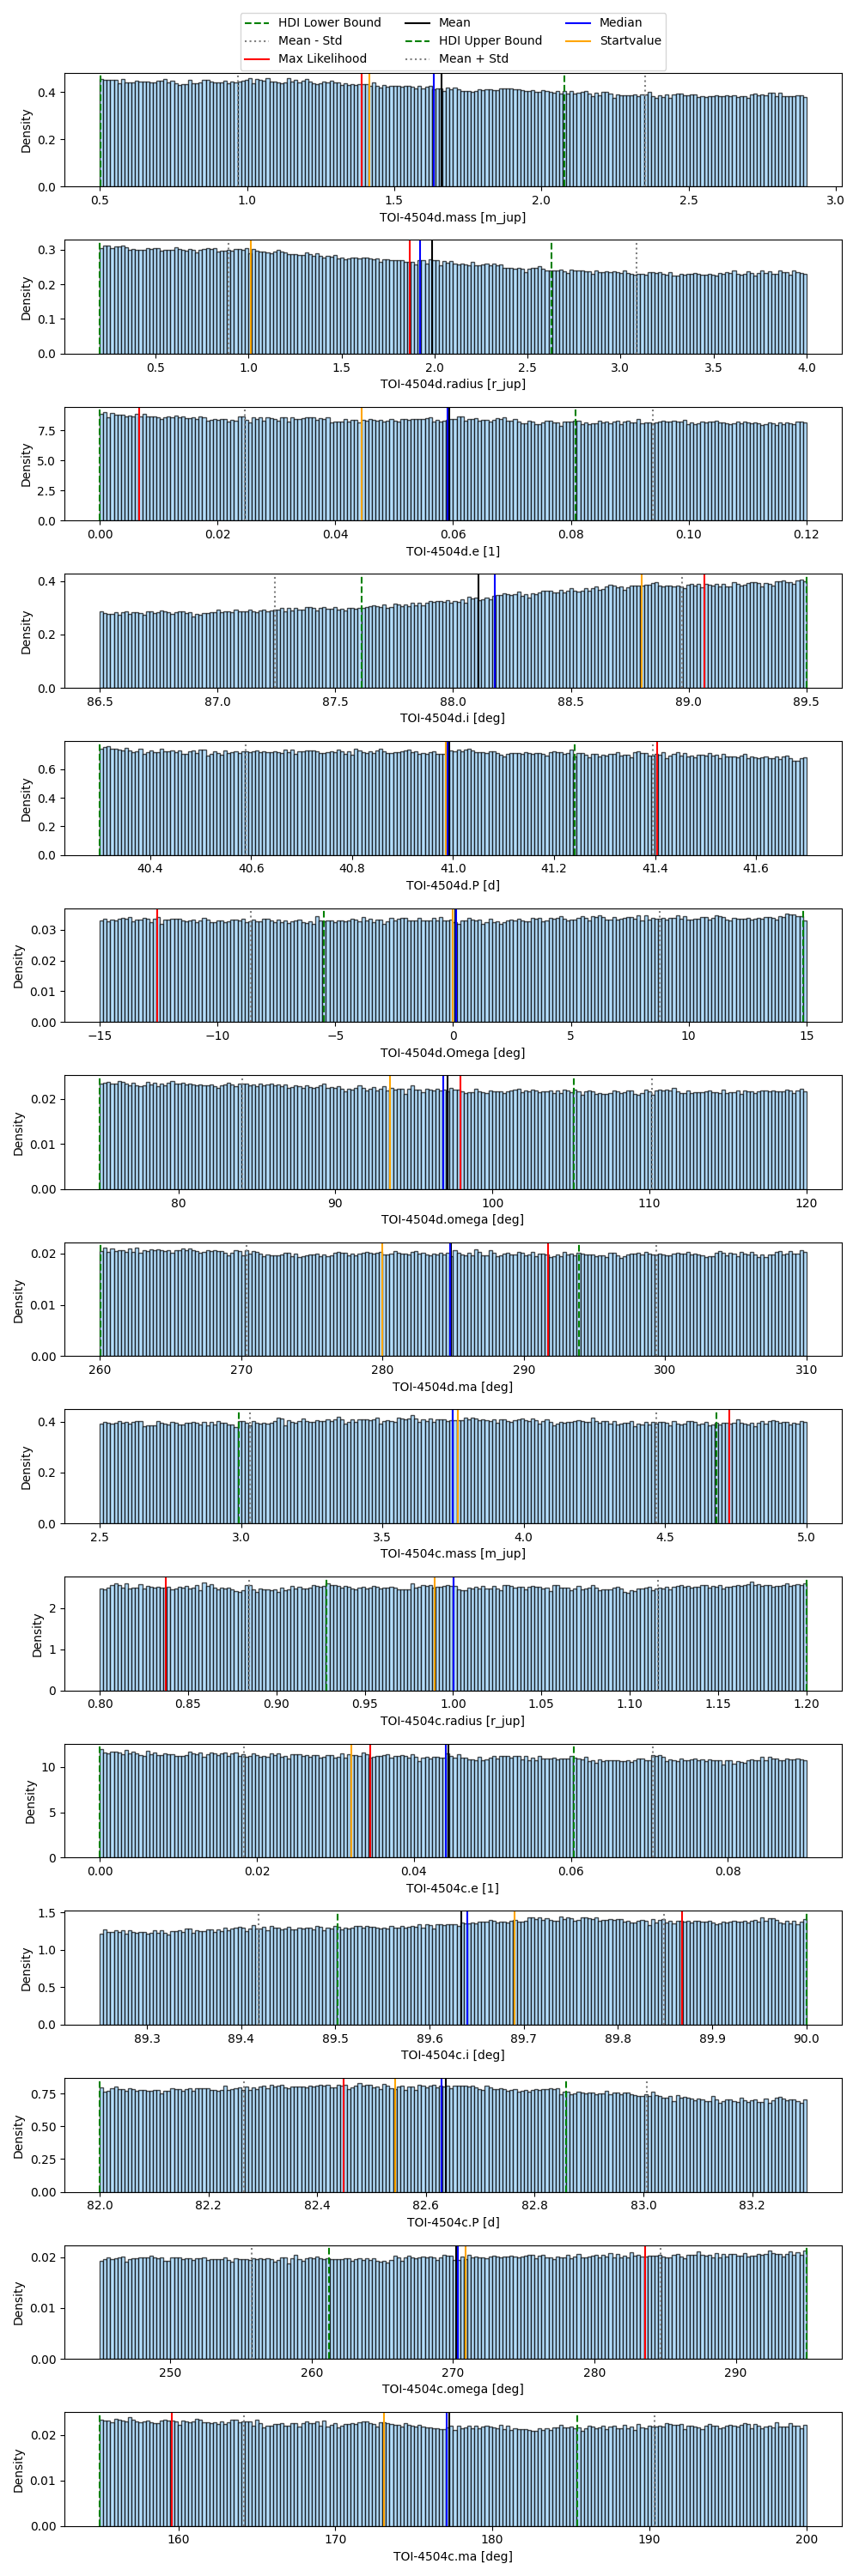 HDI Lower Bound Mean Median
Mean - Std HDI Upper Bound Startvalue
Max Likelihood Mean + Std
0.4
0.2
0.0
Density
0.5 1.0 1.5 2.0 2.5 3.0
TOI-4504d.mass [m_jup]
0.3
0.2
0.1
0.0
Density
0.5 1.0 1.5 2.0 2.5 3.0 3.5 4.0
TOI-4504d.radius [r_jup]
7.5
5.0
2.5
0.0
Density
0.00 0.02 0.04 0.06 0.08 0.10 0.12
TOI-4504d.e [1]
0.4
0.2
0.0
Density
86.5 87.0 87.5 88.0 88.5 89.0 89.5
TOI-4504d.i [deg]
0.6
0.4
0.2
0.0
Density
40.4 40.6 40.8 41.0 41.2 41.4 41.6
TOI-4504d.P [d]
0.03
0.02
0.01
0.00
Density
−15 −10 −5 0 5 10 15
TOI-4504d.Omega [deg]
0.02
0.01
0.00
Density
80 90 100 110 120
TOI-4504d.omega [deg]
0.02
0.01
0.00
Density
260 270 280 290 300 310
TOI-4504d.ma [deg]
0.4
0.2
0.0
Density
2.5 3.0 3.5 4.0 4.5 5.0
TOI-4504c.mass [m_jup]
2
1
0
Density
0.80 0.85 0.90 0.95 1.00 1.05 1.10 1.15 1.20
TOI-4504c.radius [r_jup]
10
5
0
Density
0.00 0.02 0.04 0.06 0.08
TOI-4504c.e [1]
1.5
1.0
0.5
0.0
Density
89.3 89.4 89.5 89.6 89.7 89.8 89.9 90.0
TOI-4504c.i [deg]
0.75
0.50
0.25
0.00
Density
82.0 82.2 82.4 82.6 82.8 83.0 83.2
TOI-4504c.P [d]
0.02
0.01
0.00
Density
250 260 270 280 290
TOI-4504c.omega [deg]
0.02
0.01
0.00
Density
160 170 180 190 200
TOI-4504c.ma [deg]